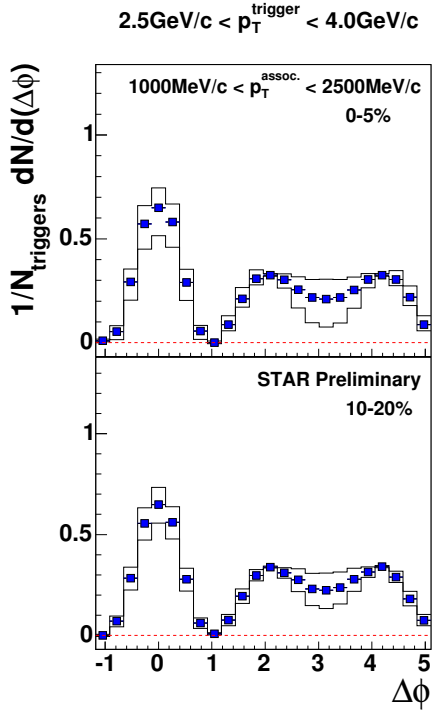 2.5GeV/c < p_T^trigger < 4.0GeV/c
1000MeV/c < p_T^assoc. < 2500MeV/c
0-5%
1/N_triggers dN/d(Δϕ)
1
0.5
0
STAR Preliminary
10-20%
1
0.5
0
-1 0 1 2 3 4 5
Δϕ